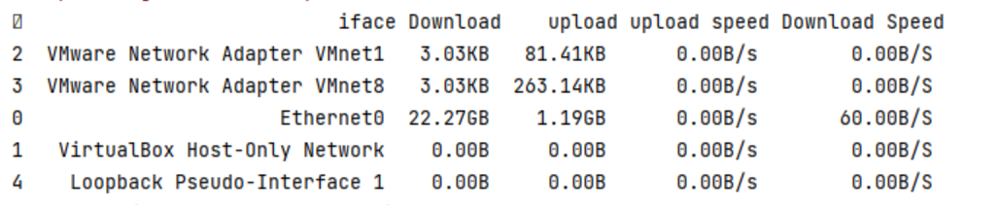 iface Download upload upload speed Download Speed
2 VMware Network Adapter VMnet1 3.03KB 81.41KB 0.00B/s 0.00B/S
3 VMware Network Adapter VMnet8 3.03KB 263.14KB 0.00B/s 0.00B/S
0 Ethernet0 22.27GB 1.19GB 0.00B/s 60.00B/S
1 VirtualBox Host-Only Network 0.00B 0.00B 0.00B/s 0.00B/S
4 Loopback Pseudo-Interface 1 0.00B 0.00B 0.00B/s 0.00B/S